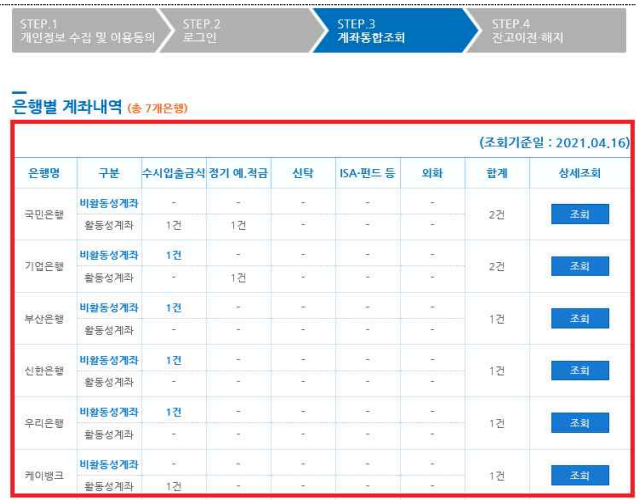 STEP.1
개인정보 수집 및 이용동의
STEP.2
로그인
STEP.3
계좌통합조회
STEP.4
잔고이전·해지
은행별 계좌내역 (총 7개은행)
(조회기준일 : 2021.04.16)
은행명 구분 수시입출금식 정기 예.적금 신탁 ISA·펀드 등 외화 합계 상세조회
국민은행 비활동성계좌 - - - - - 2건 조회
활동성계좌 1건 1건 - - -
기업은행 비활동성계좌 1건 - - - - 2건 조회
활동성계좌 - 1건 - - -
부산은행 비활동성계좌 1건 - - - - 1건 조회
활동성계좌 - - - - -
신한은행 비활동성계좌 1건 - - - - 1건 조회
활동성계좌 - - - - -
우리은행 비활동성계좌 1건 - - - - 1건 조회
활동성계좌 - - - - -
케이뱅크 비활동성계좌 - - - - - 1건 조회
활동성계좌 1건 - - - -